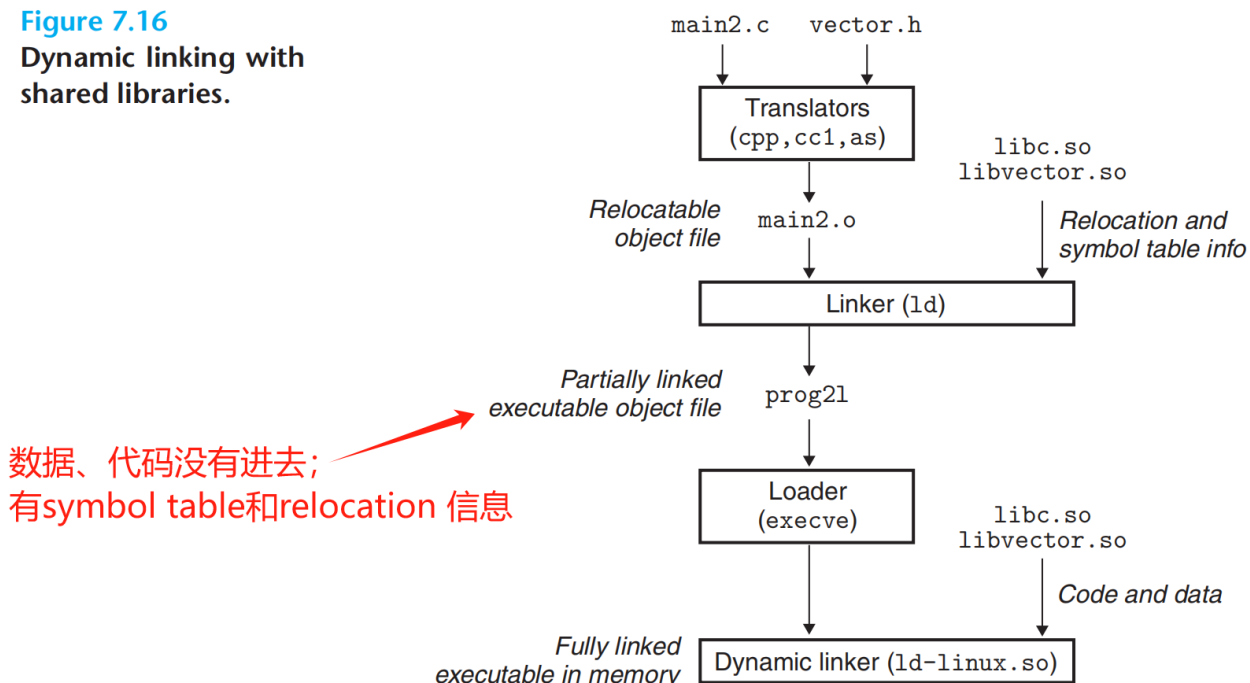 Figure 7.16
Dynamic linking with
shared libraries.
main2.c vector.h
Translators
(cpp,cc1,as)
libc.so
libvector.so
Relocatable
object file
main2.o
Relocation and
symbol table info
Linker (ld)
Partially linked
executable object file
prog2l
数据、代码没有进去；
有symbol table和relocation 信息
Loader
(execve)
libc.so
libvector.so
Code and data
Fully linked
executable in memory
Dynamic linker (ld-linux.so)